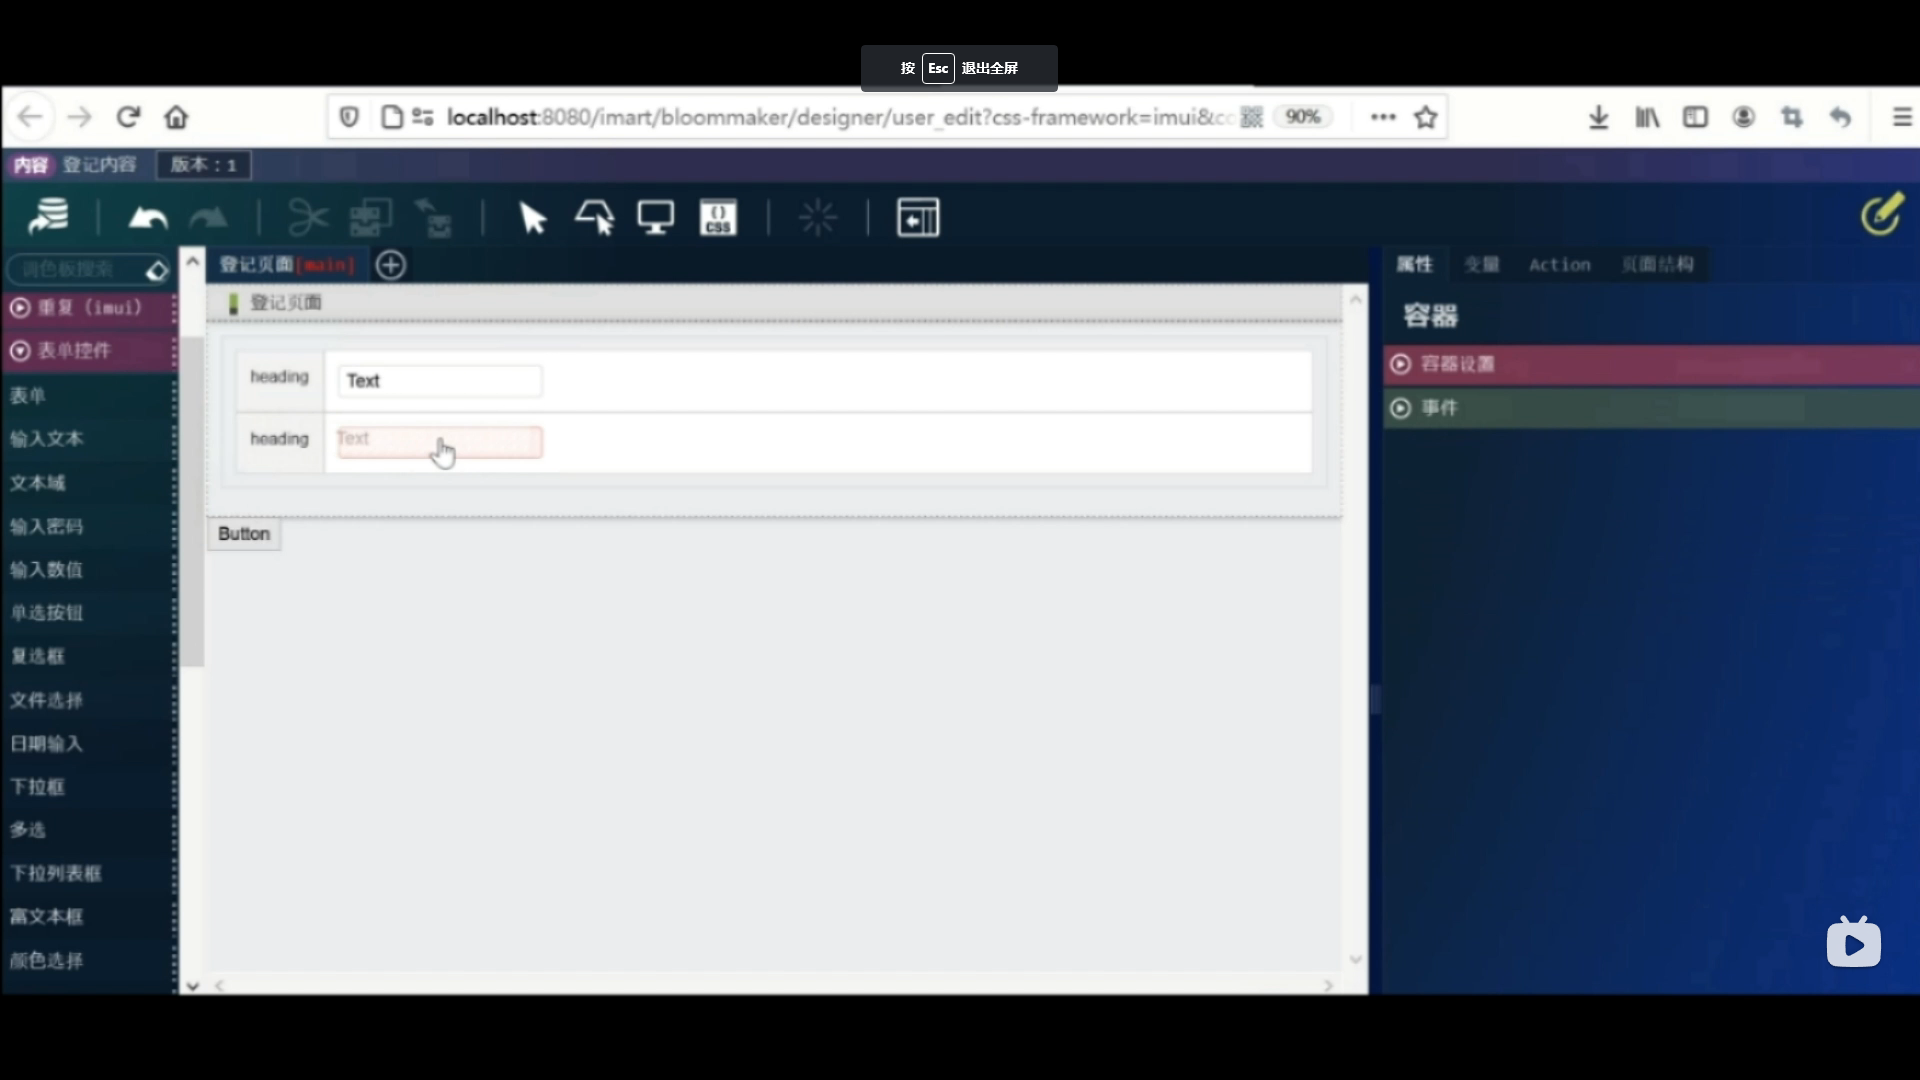 按 Esc 退出全屏
localhost:8080/imart/bloommaker/designer/user_edit?css-framework=imui&cc
90%
内容 登记内容 版本：1
{} CSS
调色板搜索
登记页面[main]
重复（imui）
表单控件
表单
输入文本
文本域
输入密码
输入数值
单选按钮
复选框
文件选择
日期输入
下拉框
多选
下拉列表框
富文本框
颜色选择
登记页面
heading Text
heading Text
Button
属性 变量 Action 页面结构
容器
容器设置
事件